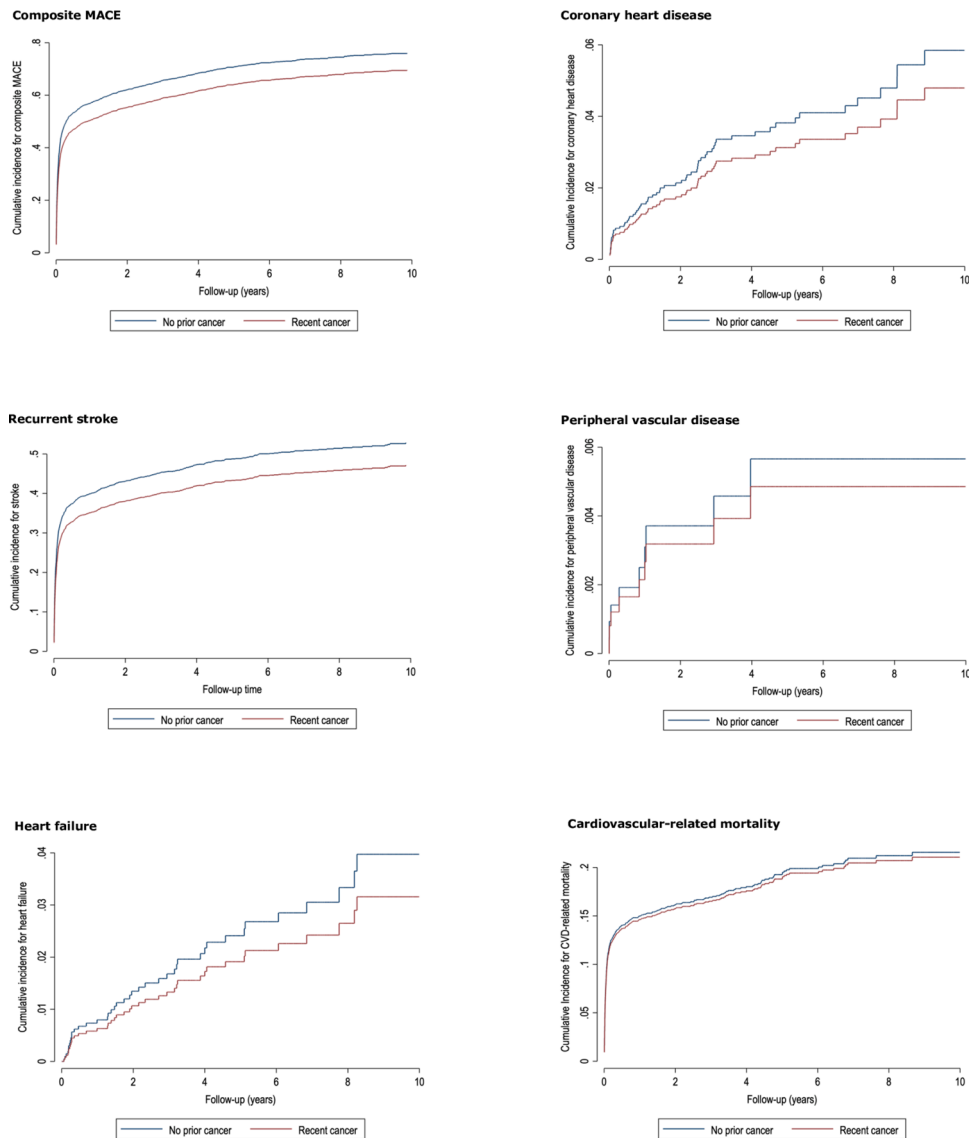 Composite MACE
Cumulative incidence for composite MACE
.8
.6
.4
.2
0
0 2 4 6 8 10
Follow-up (years)
No prior cancer Recent cancer
Coronary heart disease
Cumulative Incidence for coronary heart disease
.06
.04
.02
0
0 2 4 6 8 10
Follow-up (years)
No prior cancer Recent cancer
Recurrent stroke
Cumulative incidence for stroke
.5
.4
.3
.2
.1
0
0 2 4 6 8 10
Follow-up time
No prior cancer Recent cancer
Peripheral vascular disease
Cumulative incidence for peripheral vascular disease
.006
.004
.002
0
0 2 4 6 8 10
Follow-up (years)
No prior cancer Recent cancer
Heart failure
Cumulative incidence for heart failure
.04
.03
.02
.01
0
0 2 4 6 8 10
Follow-up (years)
No prior cancer Recent cancer
Cardiovascular-related mortality
Cumulative Incidence for CVD-related mortality
.2
.15
.1
.05
0
0 2 4 6 8 10
Follow-up (years)
No prior cancer Recent cancer